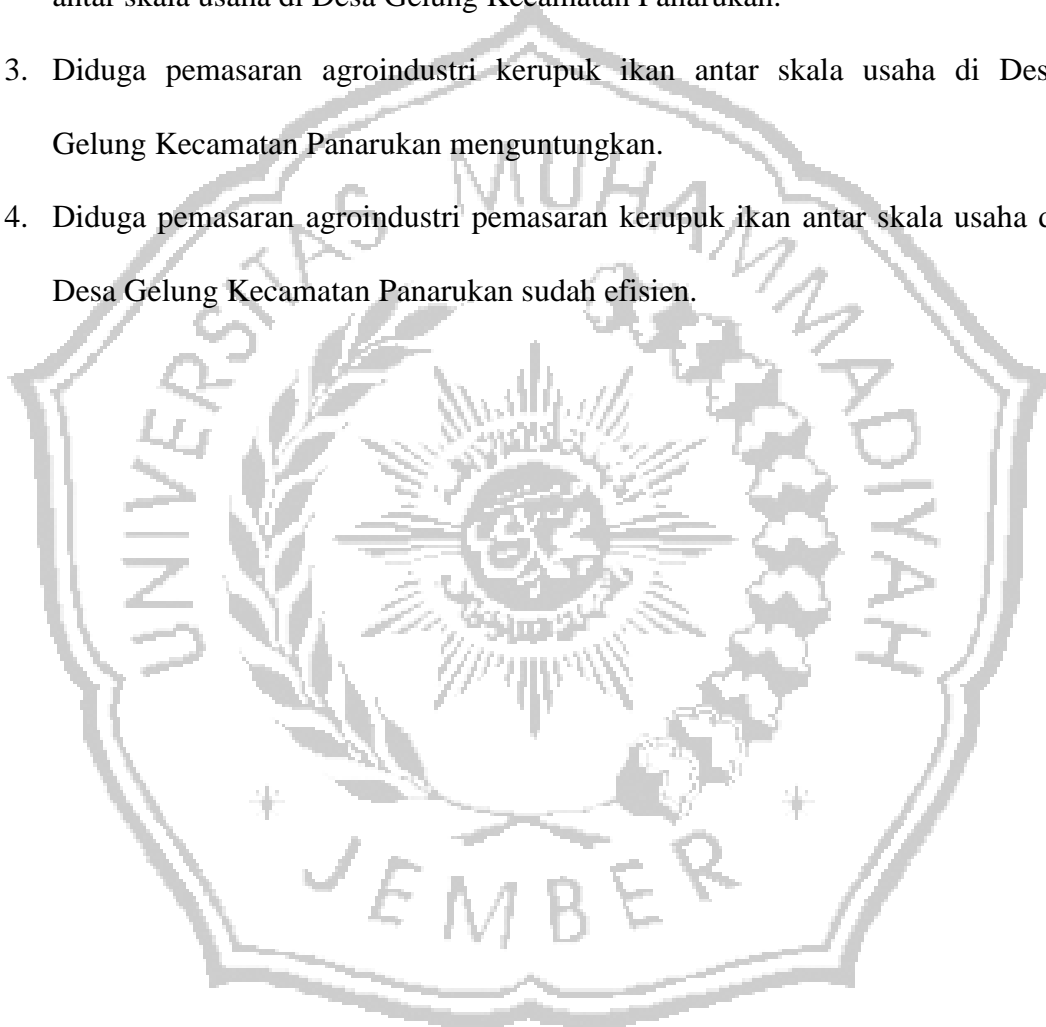 antar skala usaha di Desa Gelung Kecamatan Panarukan.
3. Diduga pemasaran agroindustri kerupuk ikan antar skala usaha di Des
Gelung Kecamatan Panarukan menguntungkan.
4. Diduga pemasaran agroindustri pemasaran kerupuk ikan antar skala usaha d
Desa Gelung Kecamatan Panarukan sudah efisien.
UNIVERSITAS MUHAMMADIYAH
JEMBER